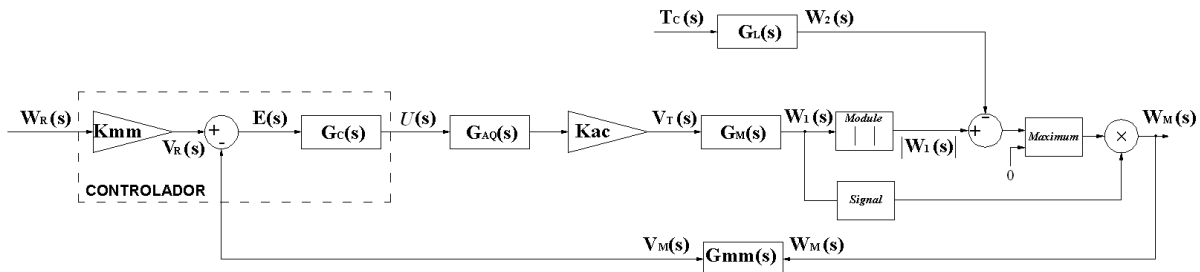 Tc(s)
GL(s)
W2(s)
WR(s)
Kmm
VR(s)
+
-
E(s)
Gc(s)
U(s)
GAQ(s)
Kac
VT(s)
GM(s)
W1(s)
Module
| |
|W1(s)|
+
-
0
Maximum
×
WM(s)
CONTROLADOR
Signal
VM(s)
Gmm(s)
WM(s)